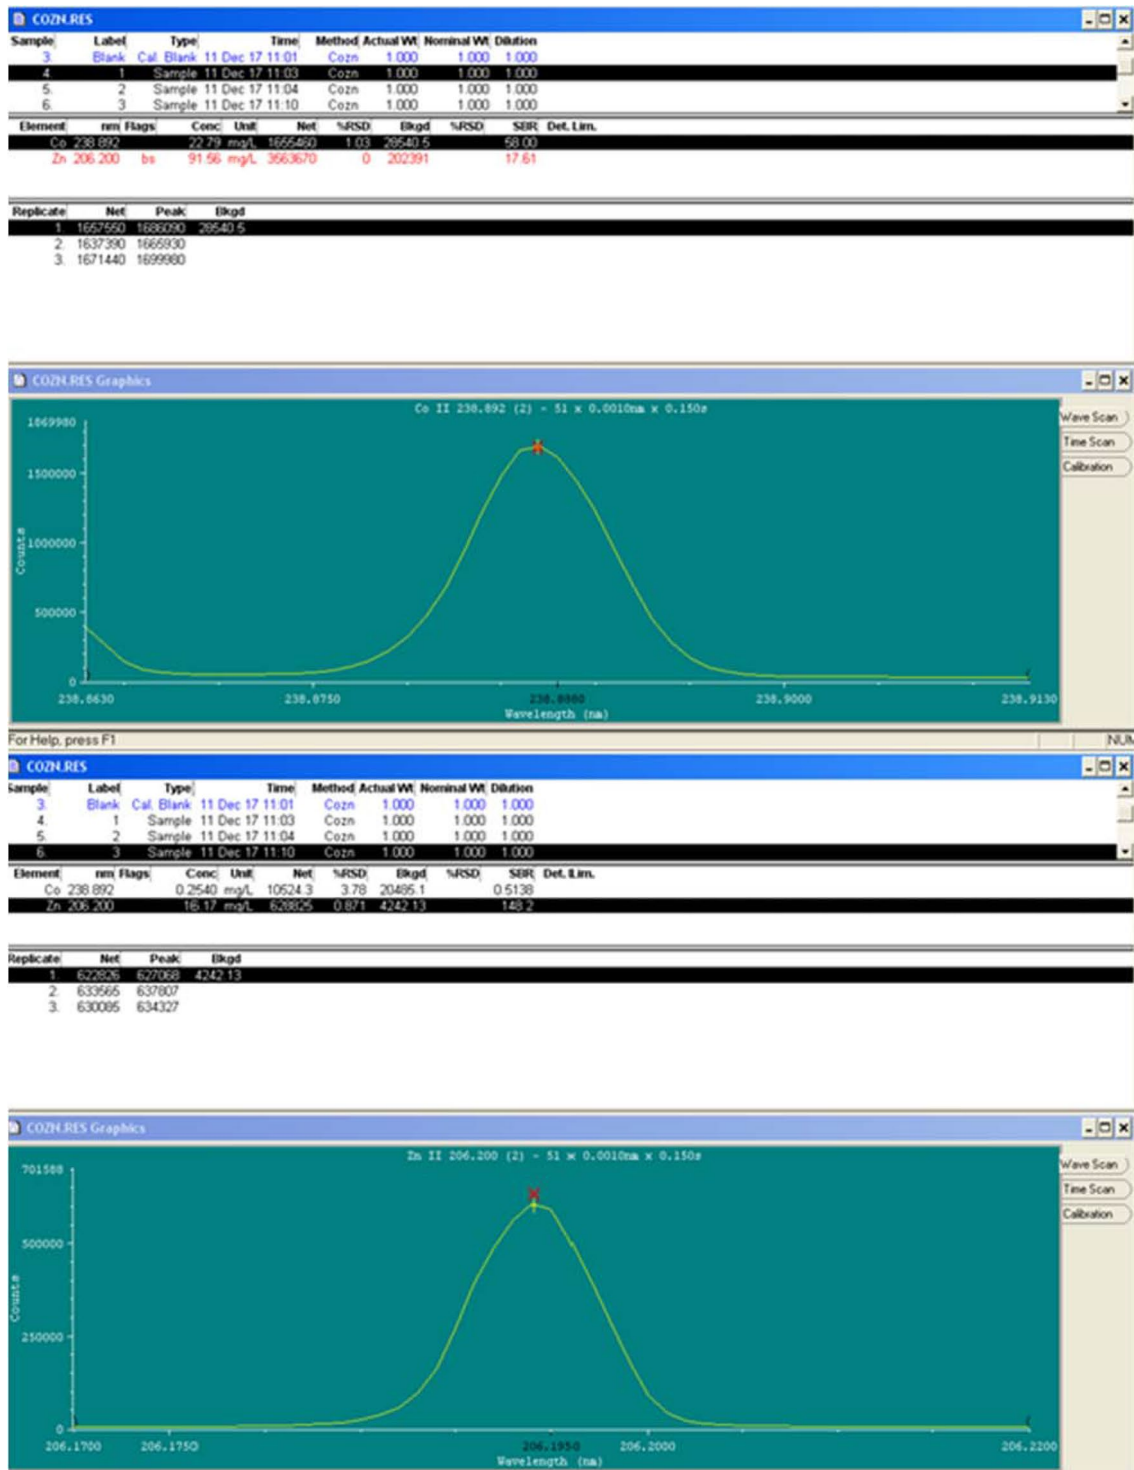 COZN.RES
Sample Label Type Time Method Actual Wt Nominal Wt Dilution
3. Blank Cal. Blank 11 Dec 17 11:01 Cozn 1.000 1.000 1.000
4. 1 Sample 11 Dec 17 11:03 Cozn 1.000 1.000 1.000
5. 2 Sample 11 Dec 17 11:04 Cozn 1.000 1.000 1.000
6. 3 Sample 11 Dec 17 11:10 Cozn 1.000 1.000 1.000
Element nm Flags Conc Unit Net %RSD Bkgd %RSD SBR Det. Lim.
Co 238.892 22.79 mg/L 1655460 1.03 28540.5 58.00
Zn 206.200 bs 91.56 mg/L 3563670 0 202391 17.61
Replicate Net Peak Bkgd
1. 1657550 1686090 28540.5
2. 1637390 1665930
3. 1671440 1699980
COZN.RES Graphics
Co II 238.892 (2) - 51 x 0.0010nm x 0.150s
Wave Scan
Time Scan
Calibration
1869980
1500000
1000000
500000
0
Counts
238.8630 238.8750 238.8880 238.9000 238.9130
Wavelength (nm)
For Help, press F1 NUM
COZN.RES
Sample Label Type Time Method Actual Wt Nominal Wt Dilution
3. Blank Cal. Blank 11 Dec 17 11:01 Cozn 1.000 1.000 1.000
4. 1 Sample 11 Dec 17 11:03 Cozn 1.000 1.000 1.000
5. 2 Sample 11 Dec 17 11:04 Cozn 1.000 1.000 1.000
6. 3 Sample 11 Dec 17 11:10 Cozn 1.000 1.000 1.000
Element nm Flags Conc Unit Net %RSD Bkgd %RSD SBR Det. Lim.
Co 238.892 0.2540 mg/L 10524.3 3.78 20485.1 0.5138
Zn 206.200 16.17 mg/L 628825 0.871 4242.13 148.2
Replicate Net Peak Bkgd
1. 622826 627068 4242.13
2. 633565 637807
3. 630085 634327
COZN.RES Graphics
Zn II 206.200 (2) - 51 x 0.0010nm x 0.150s
Wave Scan
Time Scan
Calibration
701588
500000
250000
0
Counts
206.1700 206.1750 206.1950 206.2000 206.2200
Wavelength (nm)